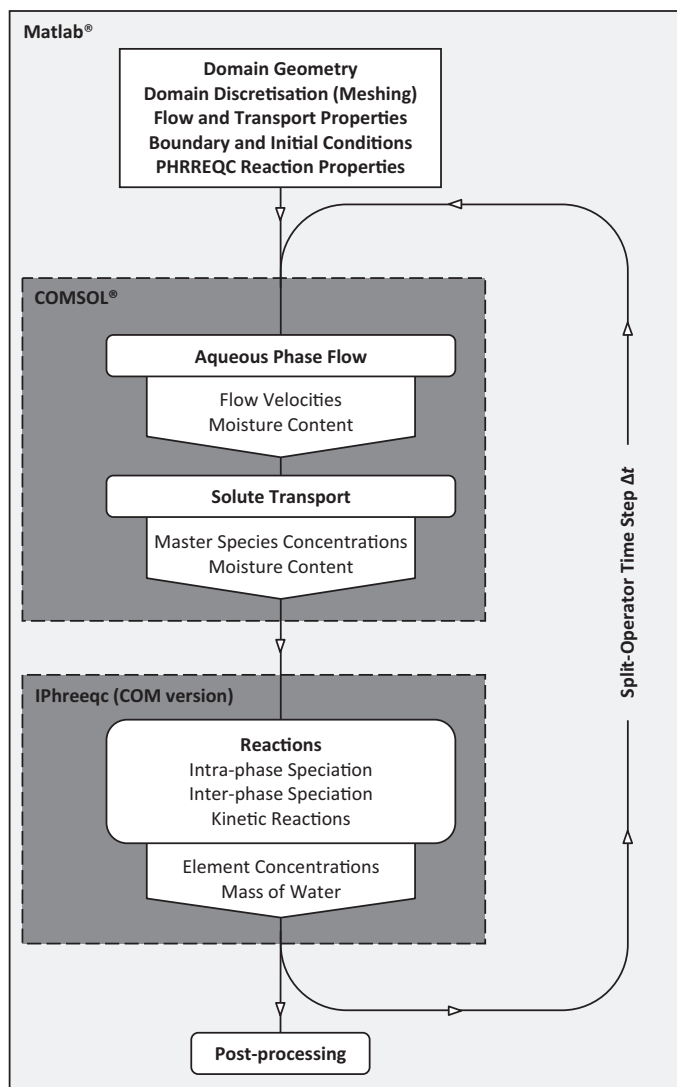 Matlab®
Domain Geometry
Domain Discretisation (Meshing)
Flow and Transport Properties
Boundary and Initial Conditions
PHRREQC Reaction Properties
COMSOL®
Aqueous Phase Flow
Flow Velocities
Moisture Content
Solute Transport
Master Species Concentrations
Moisture Content
Split-Operator Time Step Δt
IPhreeqc (COM version)
Reactions
Intra-phase Speciation
Inter-phase Speciation
Kinetic Reactions
Element Concentrations
Mass of Water
Post-processing